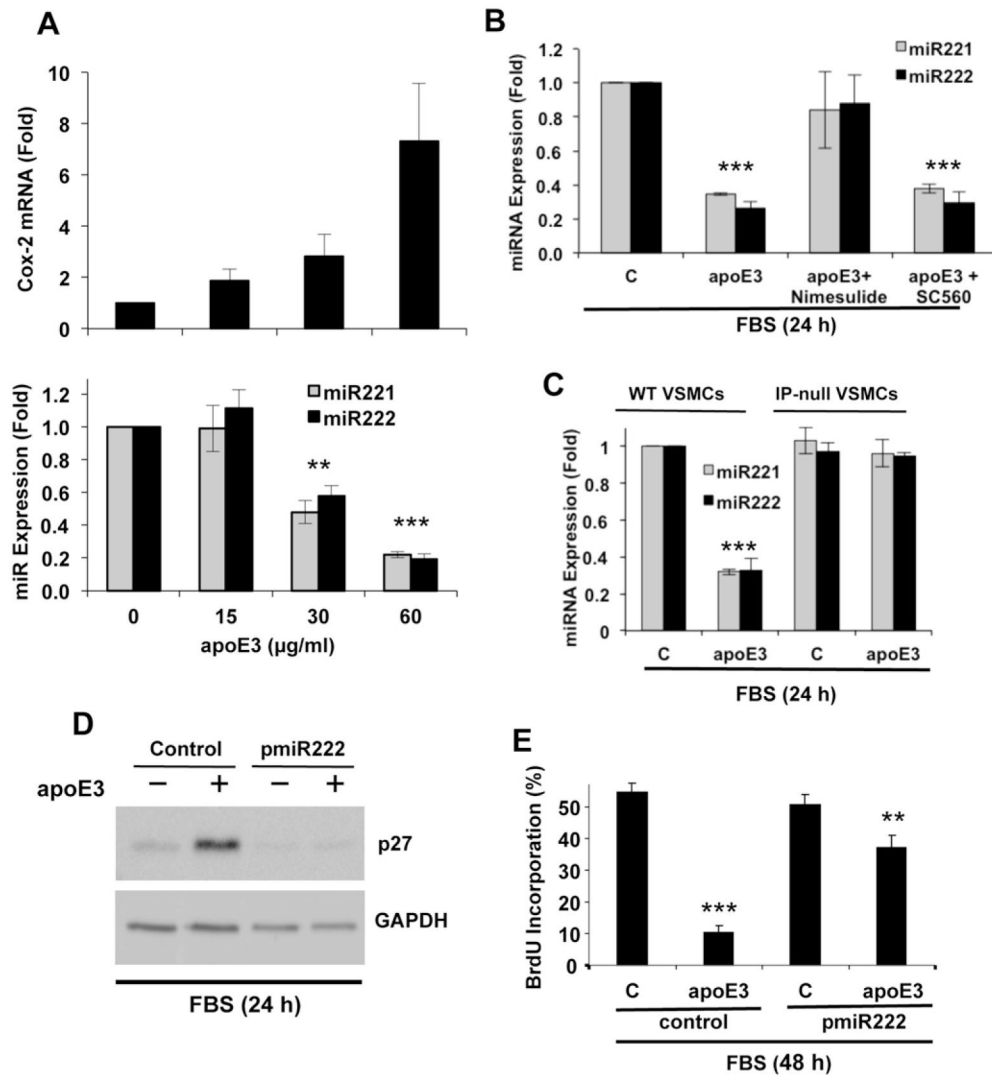 A
Cox-2 mRNA (Fold)
10
8
6
4
2
0
miR Expression (Fold)
1.2
1.0
0.8
0.6
0.4
0.2
0.0
miR221
miR222
**
***
0 15 30 60
apoE3 (µg/ml)
B
miRNA Expression (Fold)
1.2
1.0
0.8
0.6
0.4
0.2
0.0
miR221
miR222
***
***
C apoE3 apoE3+ apoE3 +
Nimesulide SC560
FBS (24 h)
C
WT VSMCs IP-null VSMCs
miRNA Expression (Fold)
1
0.8
0.6
0.4
0.2
0
miR221
miR222
***
C apoE3 C apoE3
FBS (24 h)
D
Control pmiR222
apoE3 – + – +
p27
GAPDH
FBS (24 h)
E
BrdU Incorporation (%)
50
40
30
20
10
0
***
**
C apoE3 C apoE3
control pmiR222
FBS (48 h)